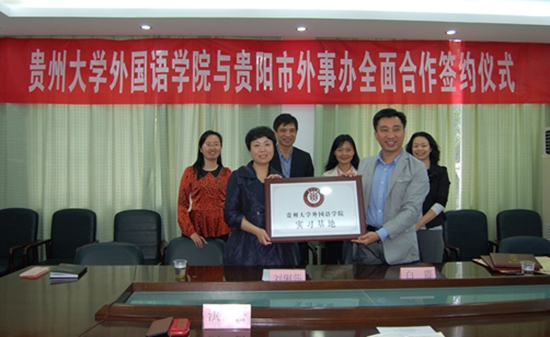 贵州大学外国语学院与贵阳市外事办全面合作签约仪式
贵州大学外国语学院
实习基地